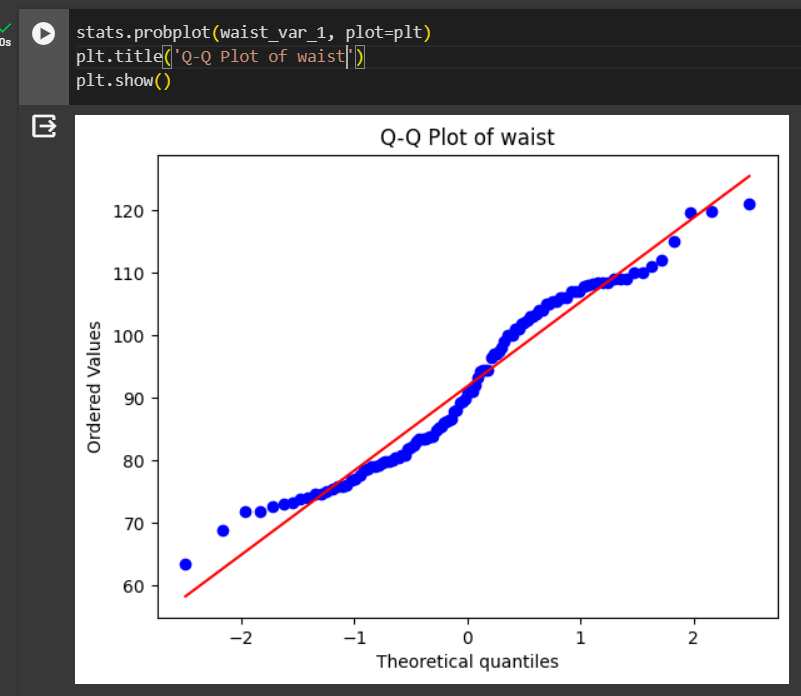 stats.probplot(waist_var_1, plot=plt)
0s
plt.title('Q-Q Plot of waist')
plt.show()
Q-Q Plot of waist
120
110
100
90
80
70
60
Ordered Values
−2
−1
0
1
2
Theoretical quantiles